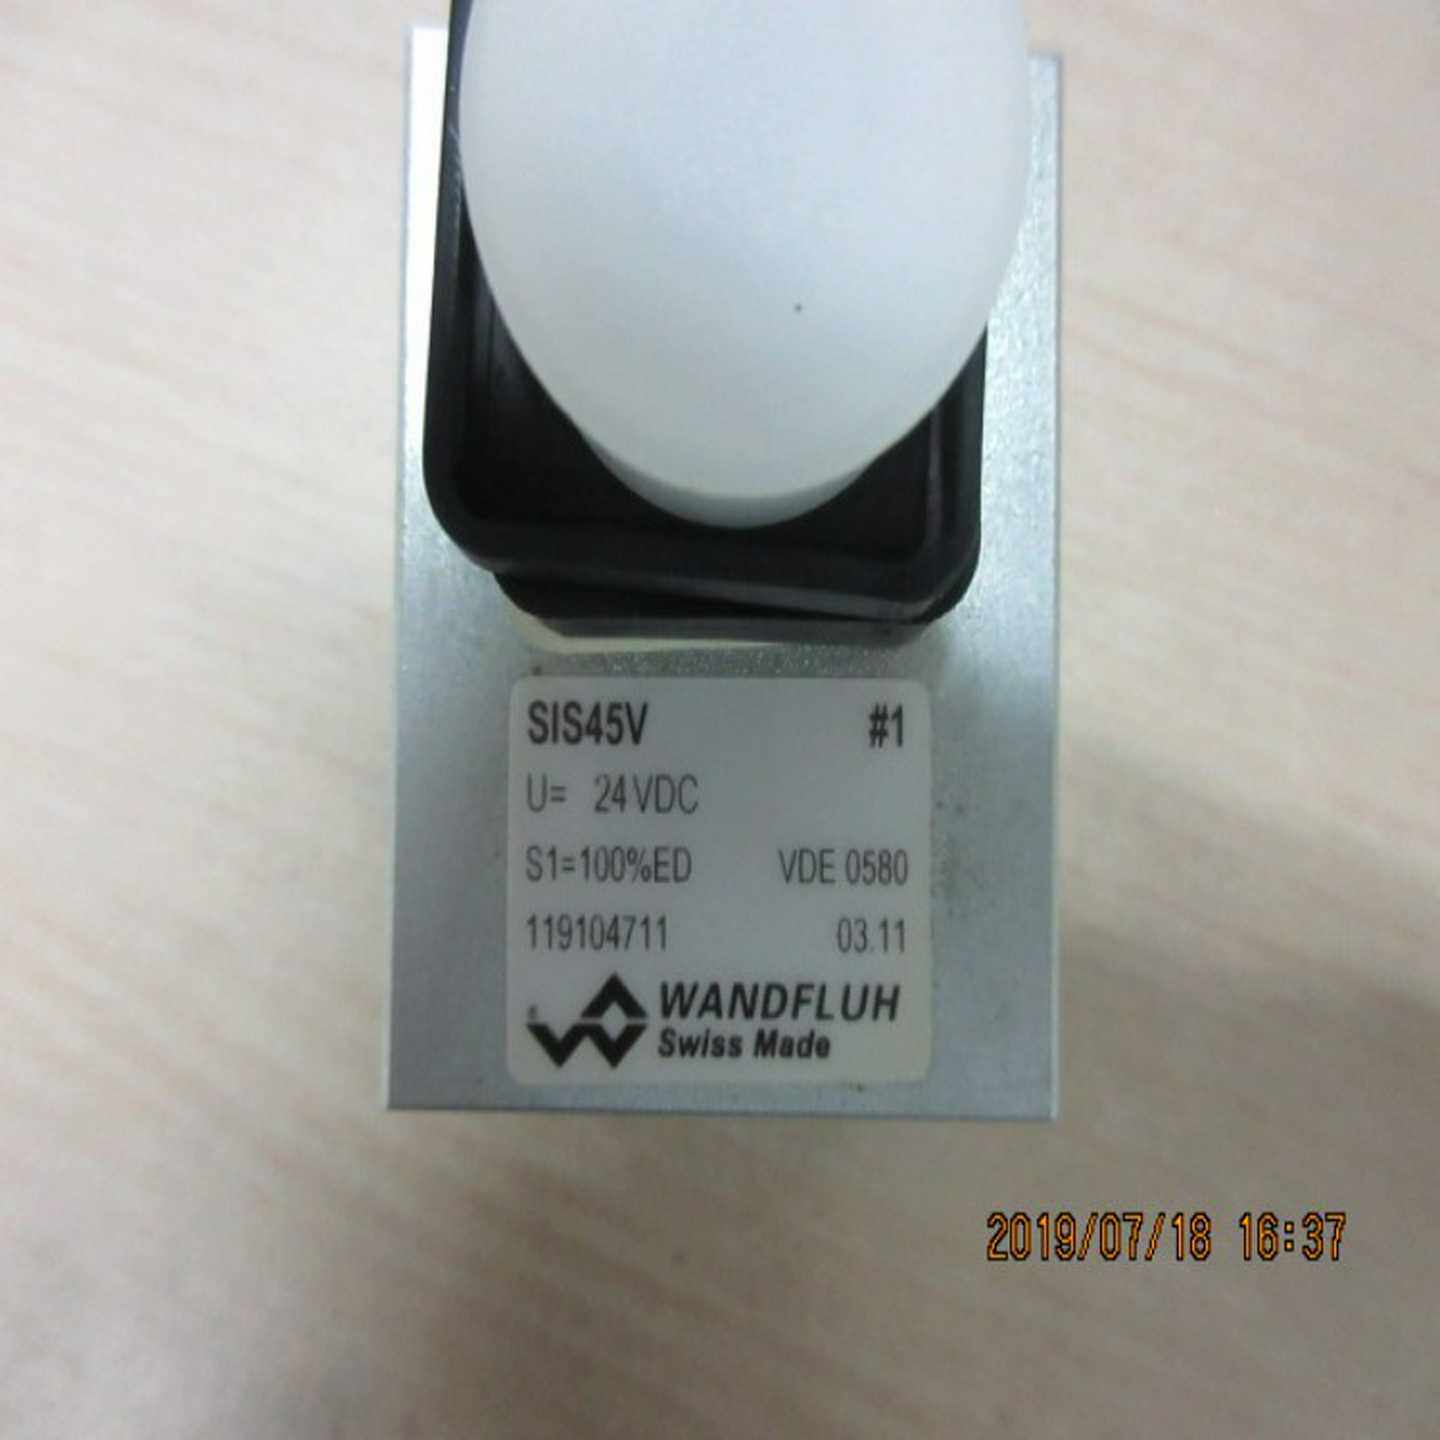 SIS45V #1
U= 24VDC
S1=100%ED VDE 0580
119104711 03.11
® WANDFLUH
Swiss Made
2019/07/18 16:37